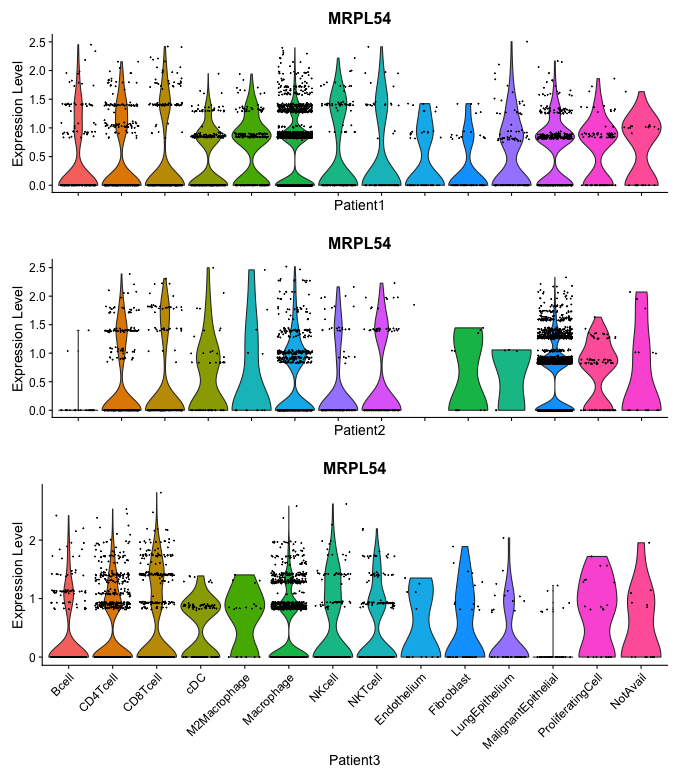 MRPL54
Expression Level
2.5
2.0
1.5
1.0
0.5
0.0
Patient1
MRPL54
Expression Level
2.5
2.0
1.5
1.0
0.5
0.0
Patient2
MRPL54
Expression Level
2
1
0
Bcell
CD4Tcell
CD8Tcell
cDC
M2Macrophage
Macrophage
NKcell
NKTcell
Endothelium
Fibroblast
LungEpithelium
MalignantEpithelial
ProliferatingCell
NotAvail
Patient3